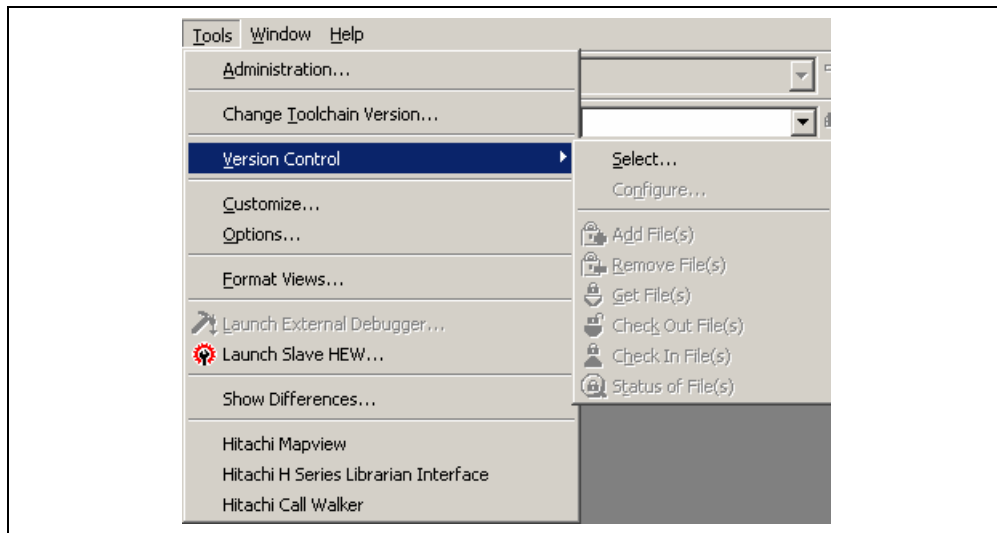 Tools Window Help
Administration...
Change Toolchain Version...
Version Control
Customize...
Options...
Format Views...
Launch External Debugger...
Launch Slave HEW...
Show Differences...
Hitachi Mapview
Hitachi H Series Librarian Interface
Hitachi Call Walker
Select...
Configure...
Add File(s)
Remove File(s)
Get File(s)
Check Out File(s)
Check In File(s)
Status of File(s)